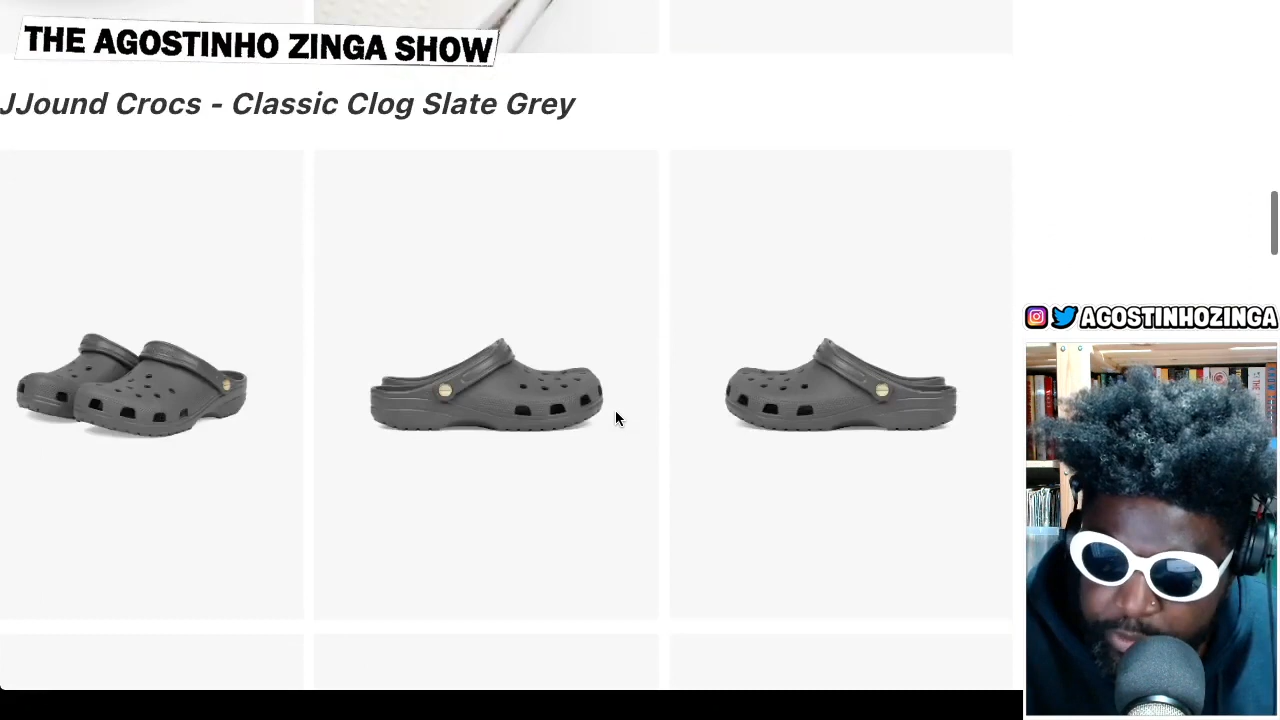 THE AGOSTINHO ZINGA SHOW
JJound Crocs - Classic Clog Slate Grey
AGOSTINHOZINGA